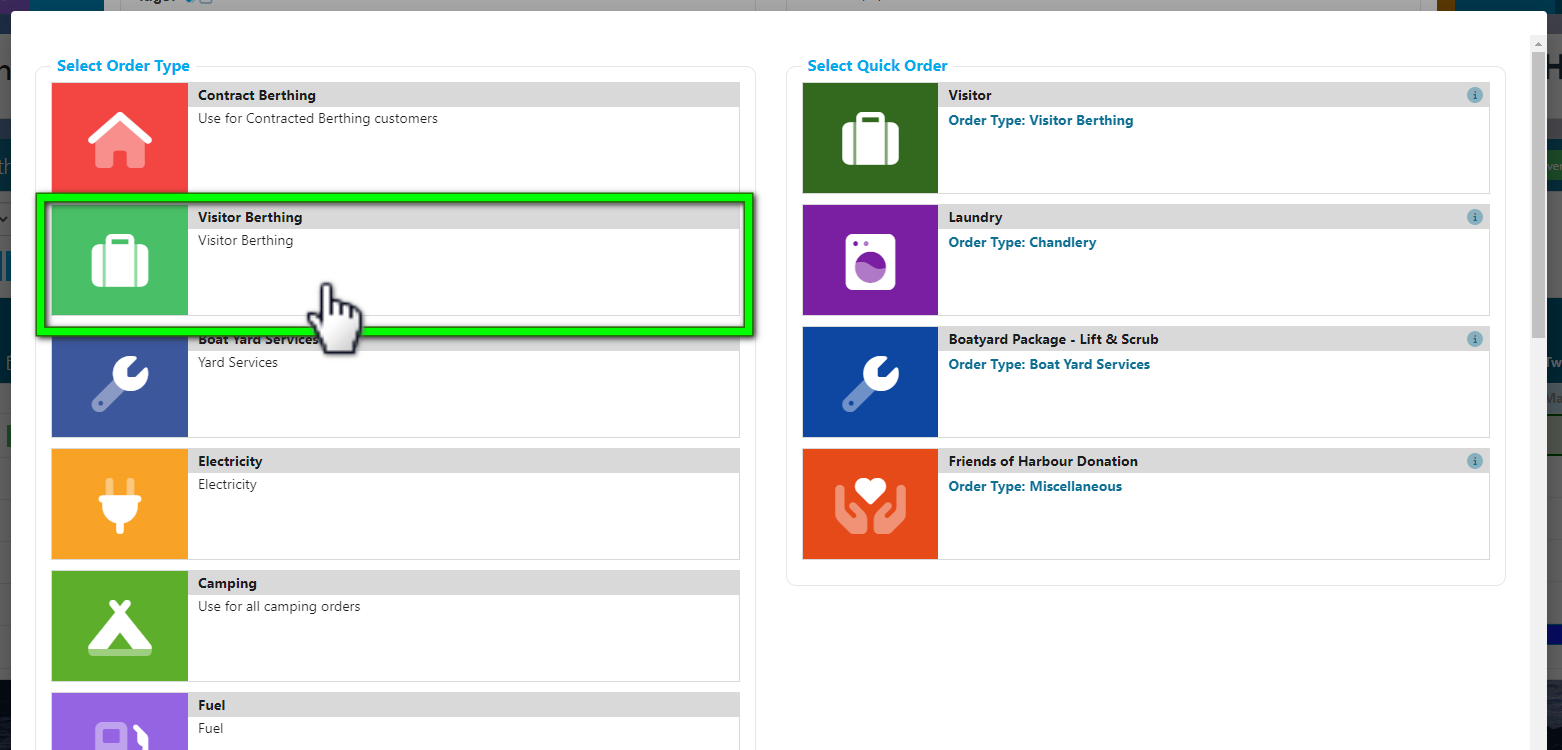 Select Order Type
Contract Berthing
Use for Contracted Berthing customers
Visitor Berthing
Visitor Berthing
Boat Yard Services
Yard Services
Electricity
Electricity
Camping
Use for all camping orders
Fuel
Fuel
Select Quick Order
Visitor
Order Type: Visitor Berthing
Laundry
Order Type: Chandlery
Boatyard Package - Lift & Scrub
Order Type: Boat Yard Services
Friends of Harbour Donation
Order Type: Miscellaneous